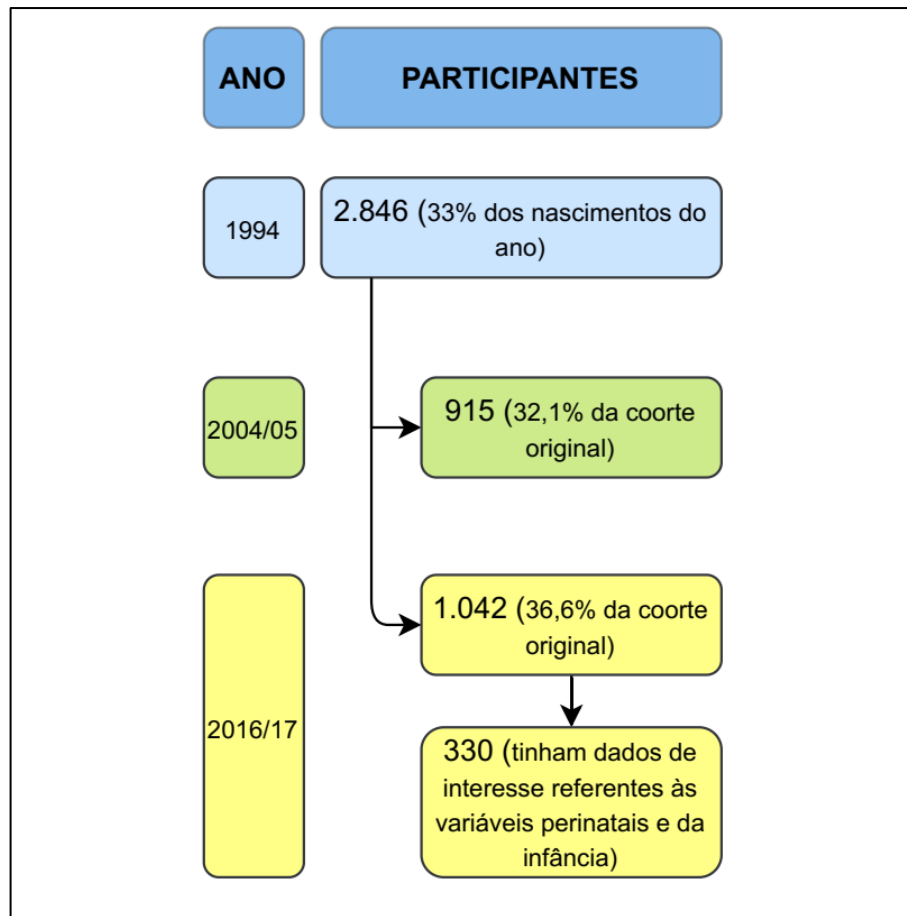 ANO
PARTICIPANTES
1994
2.846 (33% dos nascimentos do
ano)
2004/05
915 (32,1% da coorte
original)
2016/17
1.042 (36,6% da coorte
original)
330 (tinham dados de
interesse referentes às
variáveis perinatais e da
infância)